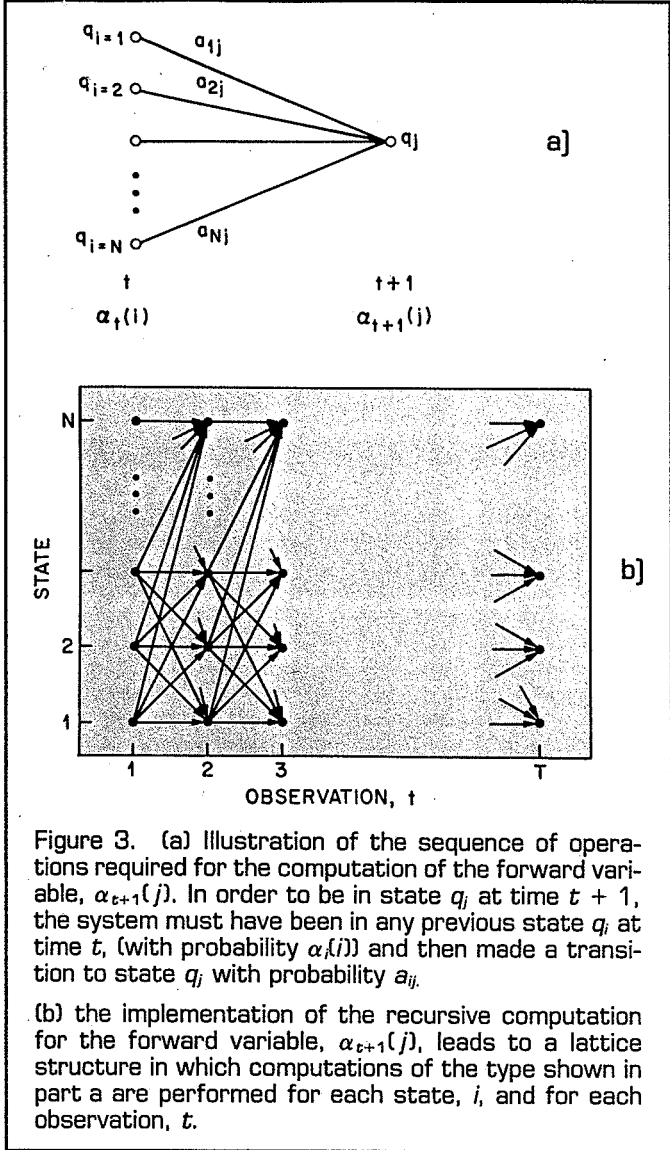 q_{i=1} a_{1j}
q_{i=2} a_{2j}
q_j a]
q_{i=N} a_{Nj}
t t+1
α_t(i) α_{t+1}(j)
N
STATE
b]
2
1
1 2 3 T
OBSERVATION, t
Figure 3. (a) Illustration of the sequence of opera-
tions required for the computation of the forward vari-
able, α_{t+1}(j). In order to be in state q_j at time t + 1,
the system must have been in any previous state q_i at
time t, (with probability α_i(i)) and then made a transi-
tion to state q_j with probability a_{ij}.
(b) the implementation of the recursive computation
for the forward variable, α_{t+1}(j), leads to a lattice
structure in which computations of the type shown in
part a are performed for each state, i, and for each
observation, t.